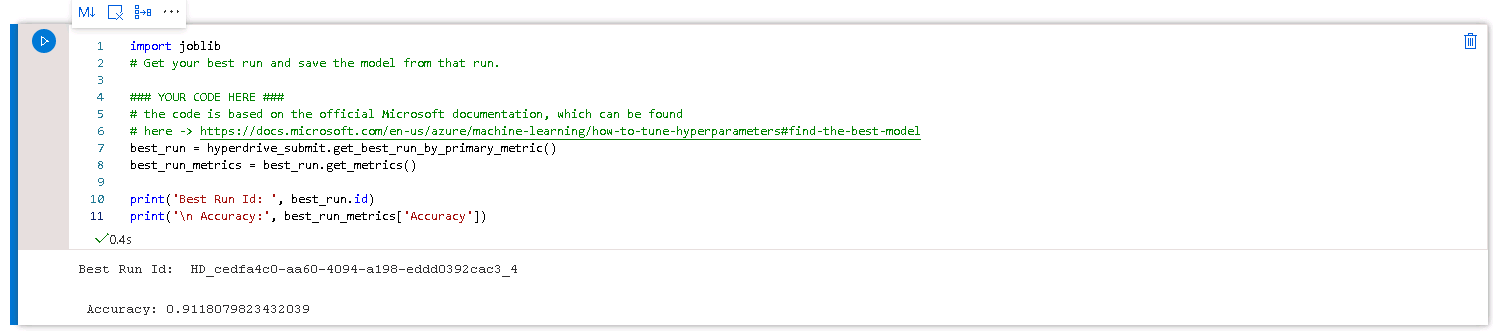 M↓
1 import joblib
2 # Get your best run and save the model from that run.
3
4 ### YOUR CODE HERE ###
5 # the code is based on the official Microsoft documentation, which can be found
6 # here -> https://docs.microsoft.com/en-us/azure/machine-learning/how-to-tune-hyperparameters#find-the-best-model
7 best_run = hyperdrive_submit.get_best_run_by_primary_metric()
8 best_run_metrics = best_run.get_metrics()
9
10 print('Best Run Id: ', best_run.id)
11 print('\n Accuracy:', best_run_metrics['Accuracy'])
0.4s
Best Run Id:  HD_cedfa4c0-aa60-4094-a198-eddd0392cac3_4
Accuracy: 0.9118079823432039